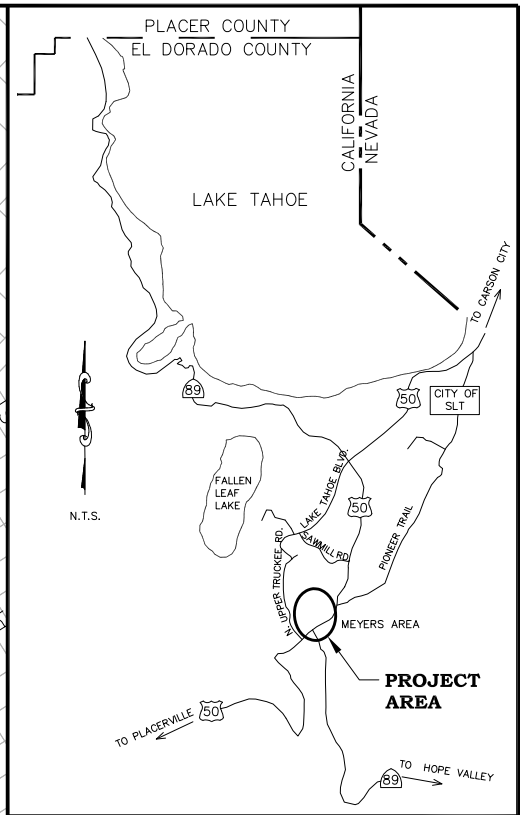 PLACER COUNTY
EL DORADO COUNTY
CALIFORNIA
NEVADA
LAKE TAHOE
TO CARSON CITY
89
50
CITY OF
SLT
FALLEN
LEAF
LAKE
LAKE TAHOE BLVD.
50
N.T.S.
SAWMILL RD.
PIONEER TRAIL
N. UPPER TRUCKEE RD.
MEYERS AREA
PROJECT
AREA
50
TO PLACERVILLE
TO HOPE VALLEY
89